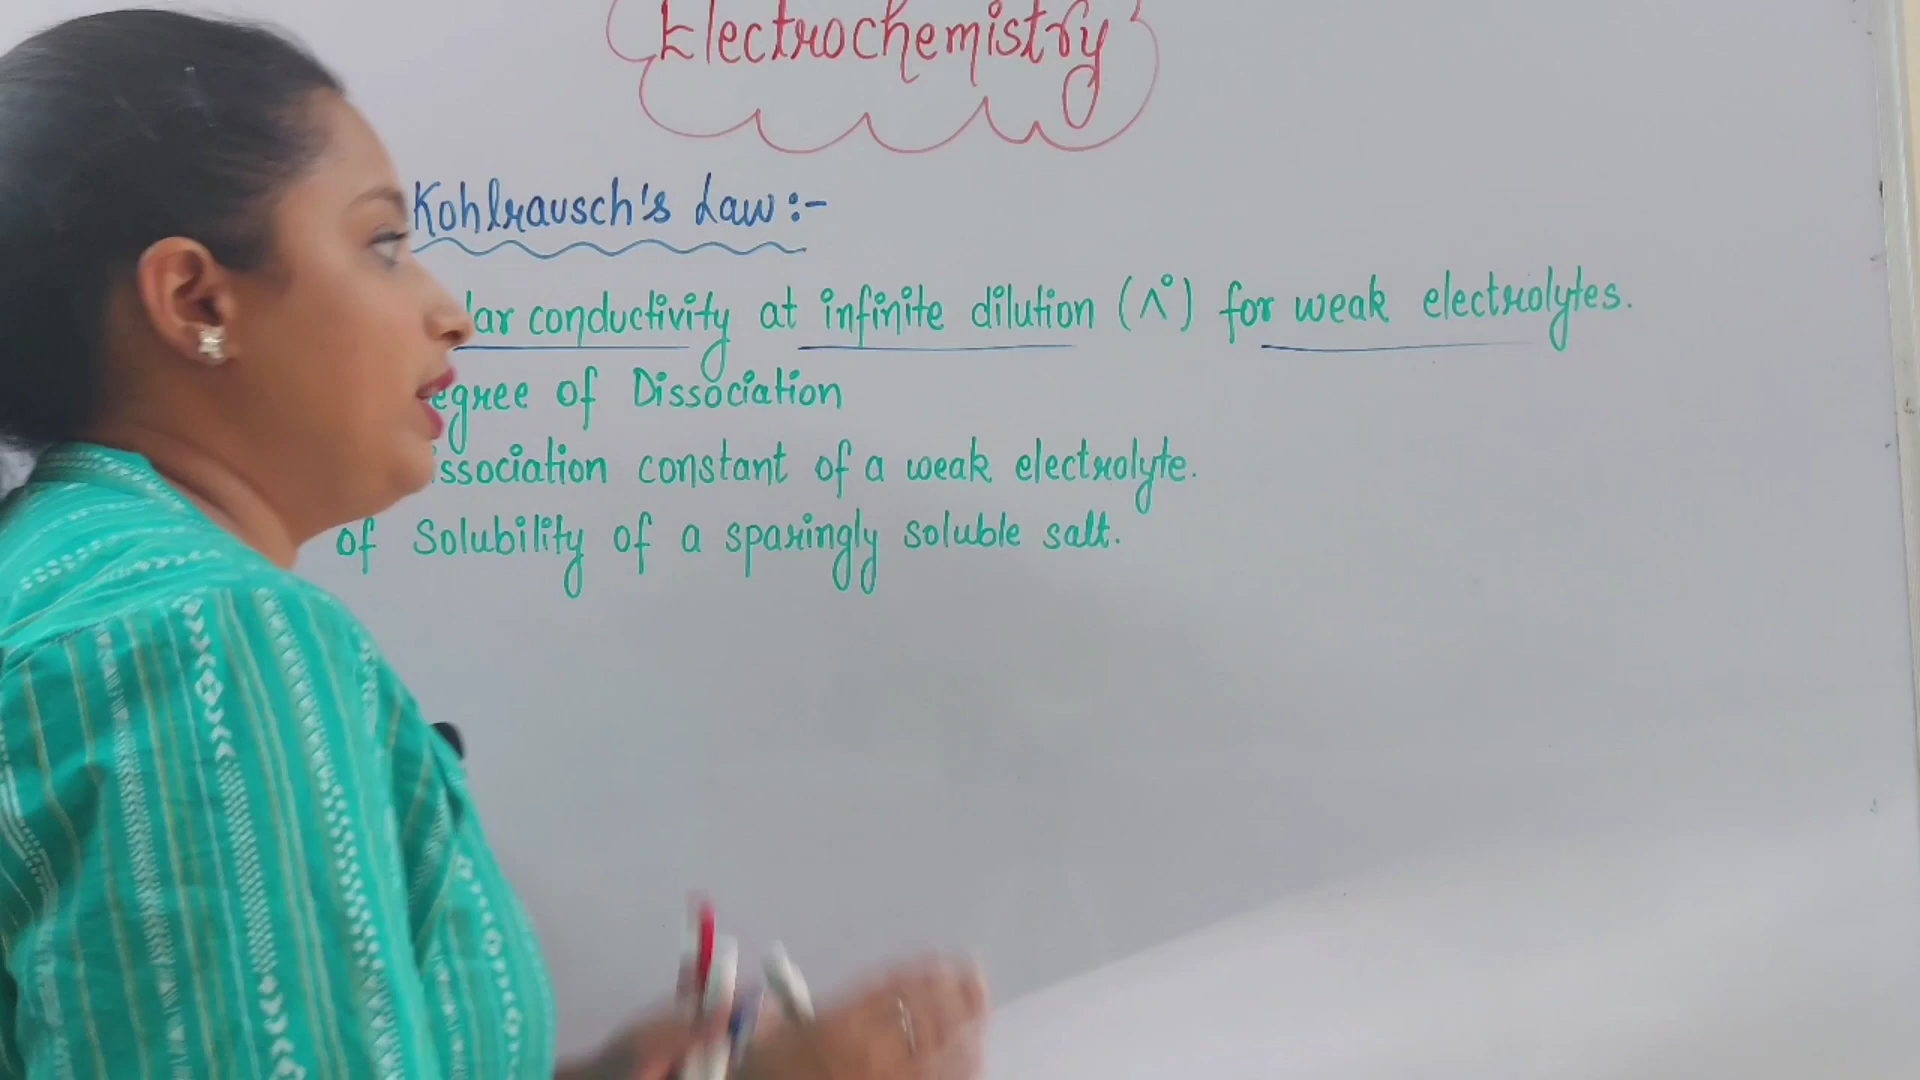 Electrochemistry
Kohlrausch's Law :-
lar conductivity at infinite dilution (Λ°) for weak electrolytes.
egree of Dissociation
issociation constant of a weak electrolyte.
of Solubility of a sparingly soluble salt.